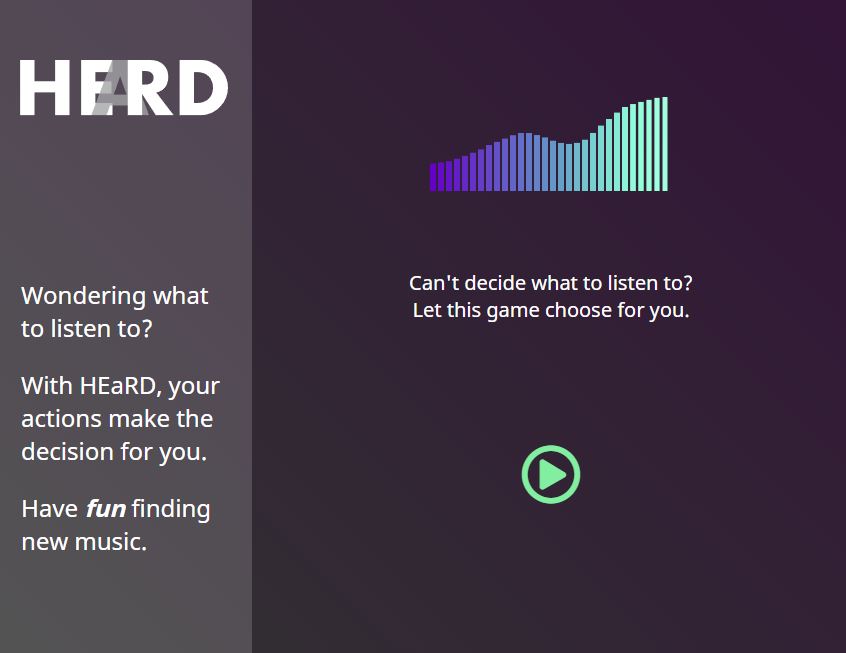 HEaRD
Wondering what
to listen to?
With HEaRD, your
actions make the
decision for you.
Have fun finding
new music.
Can't decide what to listen to?
Let this game choose for you.